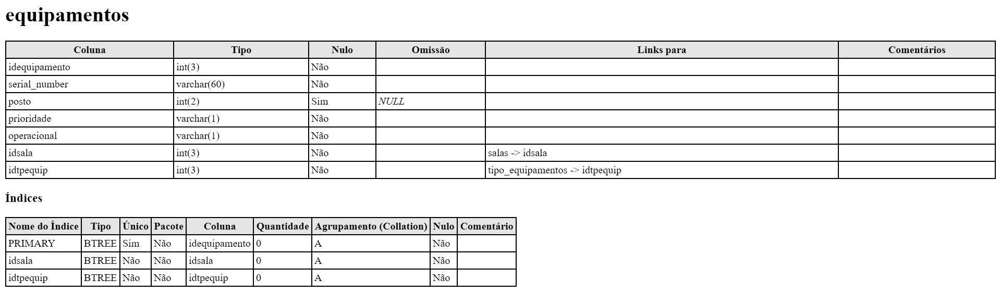 equipamentos
Coluna Tipo Nulo Omissão Links para Comentários
idequipamento int(3) Não
serial_number varchar(60) Não
posto int(2) Sim NULL
prioridade varchar(1) Não
operacional varchar(1) Não
idsala int(3) Não salas -> idsala
idtpequip int(3) Não tipo_equipamentos -> idtpequip
Índices
Nome do Índice Tipo Único Pacote Coluna Quantidade Agrupamento (Collation) Nulo Comentário
PRIMARY BTREE Sim Não idequipamento 0 A Não
idsala BTREE Não Não idsala 0 A Não
idtpequip BTREE Não Não idtpequip 0 A Não